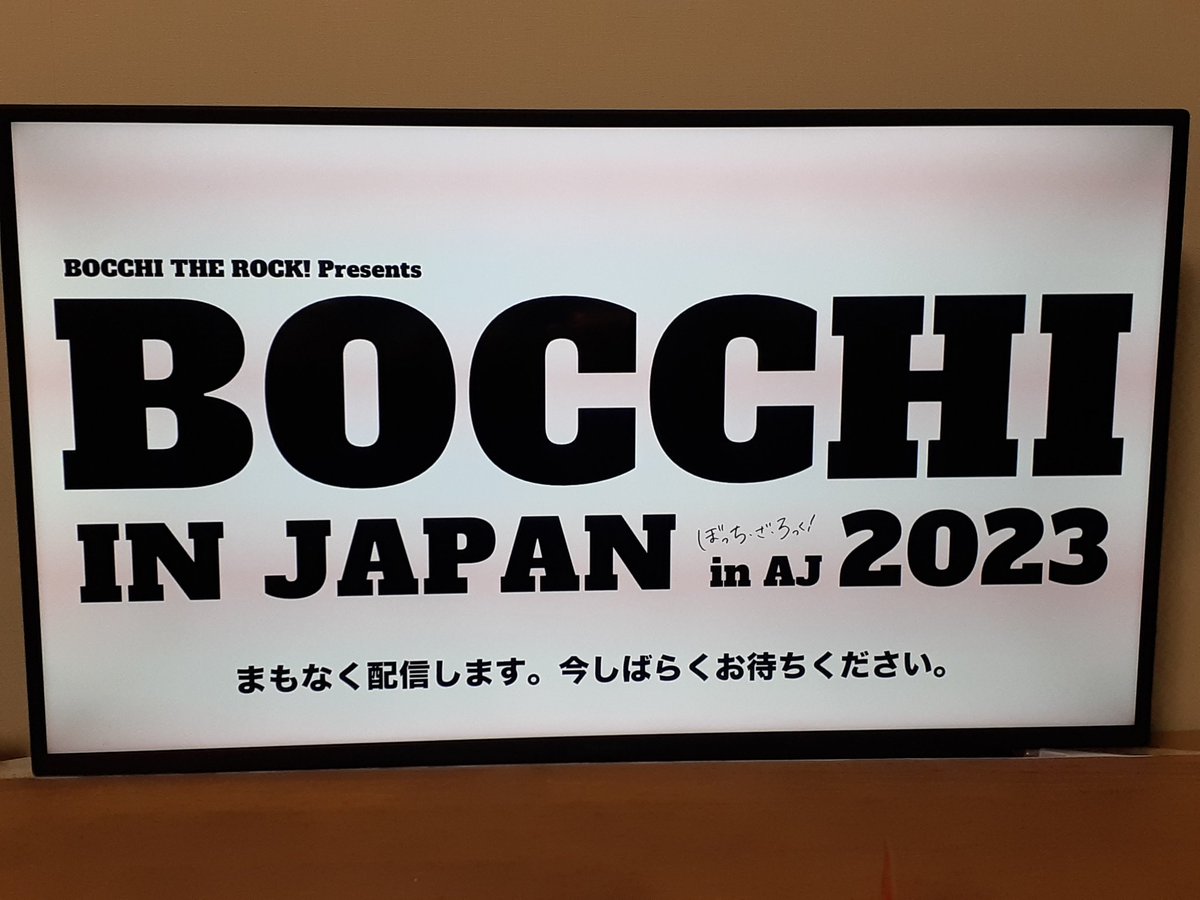 BOCCHI THE ROCK! Presents
BOCCHI
IN JAPAN ぼっち・ざ・ろっく! in AJ 2023
まもなく配信します。今しばらくお待ちください。